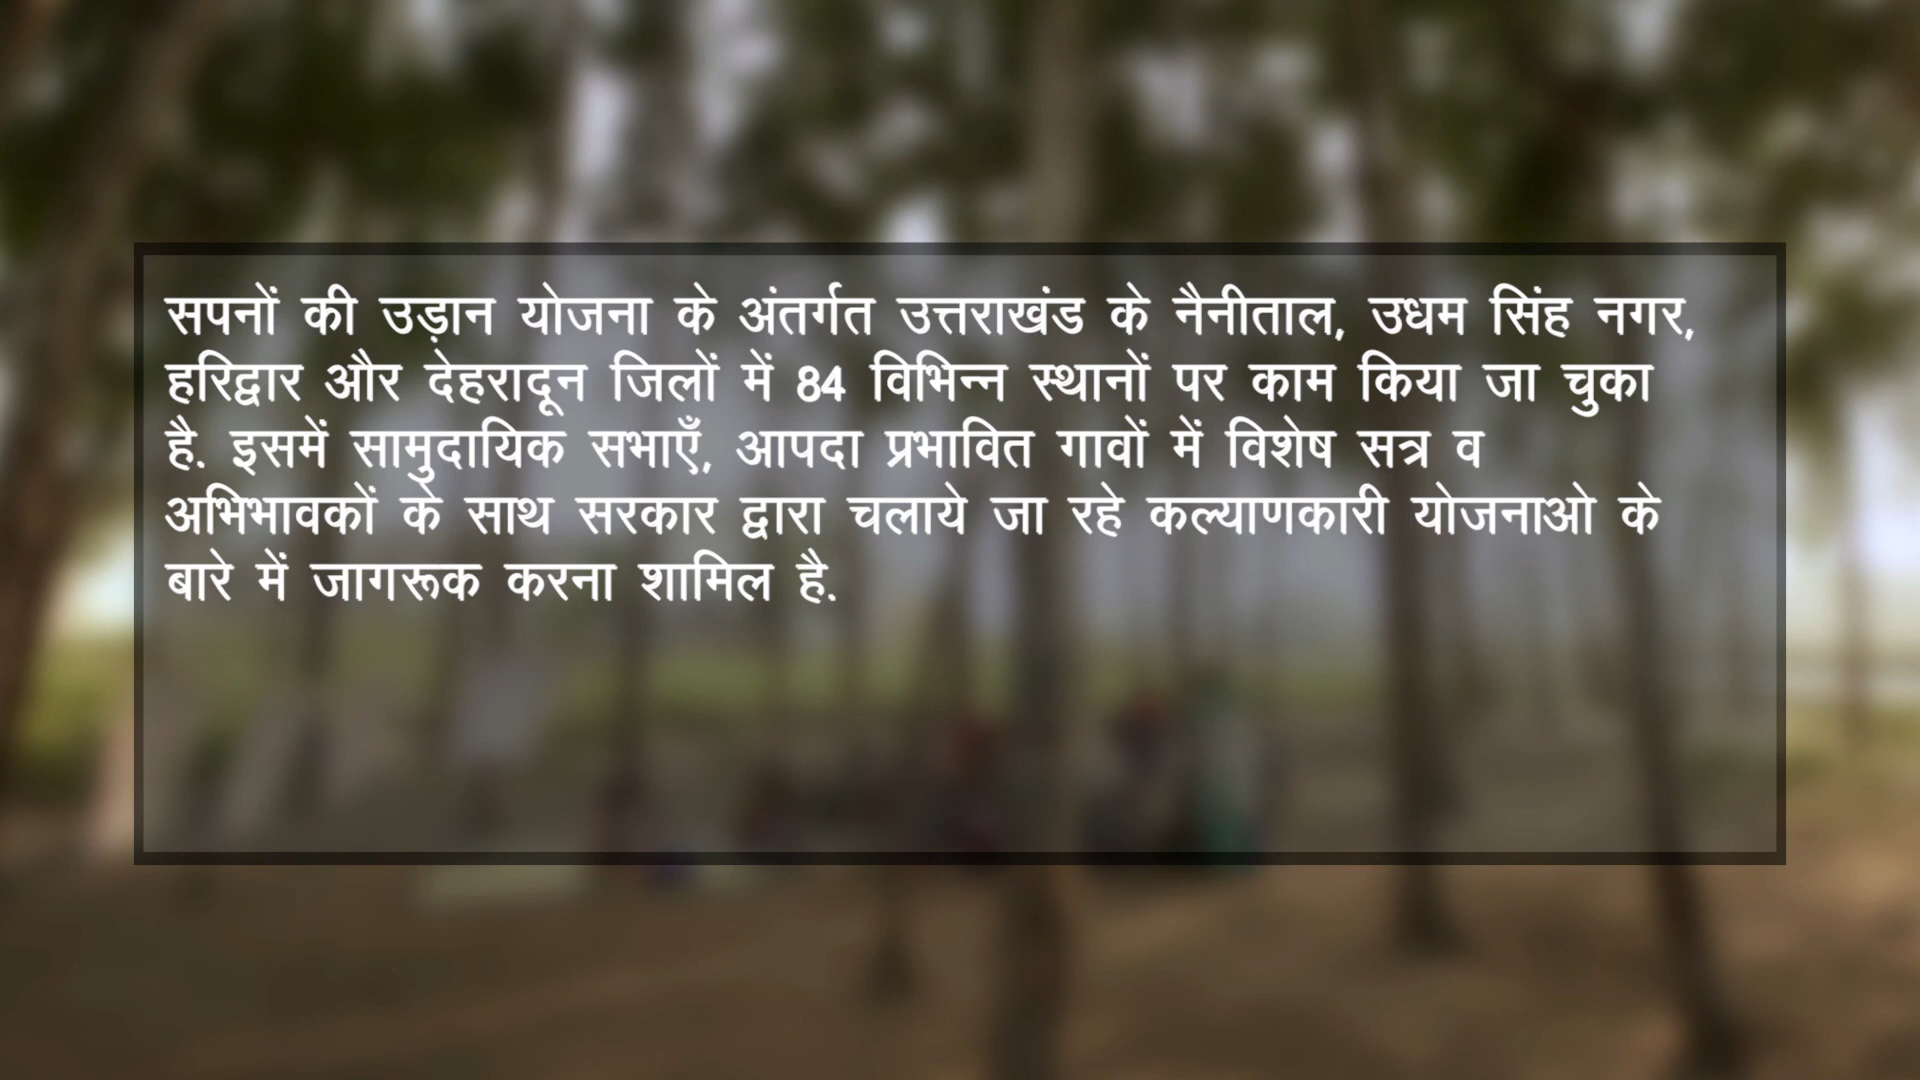 सपनों की उड़ान योजना के अंतर्गत उत्तराखंड के नैनीताल, उधम सिंह नगर,
हरिद्वार और देहरादून जिलों में 84 विभिन्न स्थानों पर काम किया जा चुका
है. इसमें सामुदायिक सभाएँ, आपदा प्रभावित गावों में विशेष सत्र व
अभिभावकों के साथ सरकार द्वारा चलाये जा रहे कल्याणकारी योजनाओ के
बारे में जागरूक करना शामिल है.